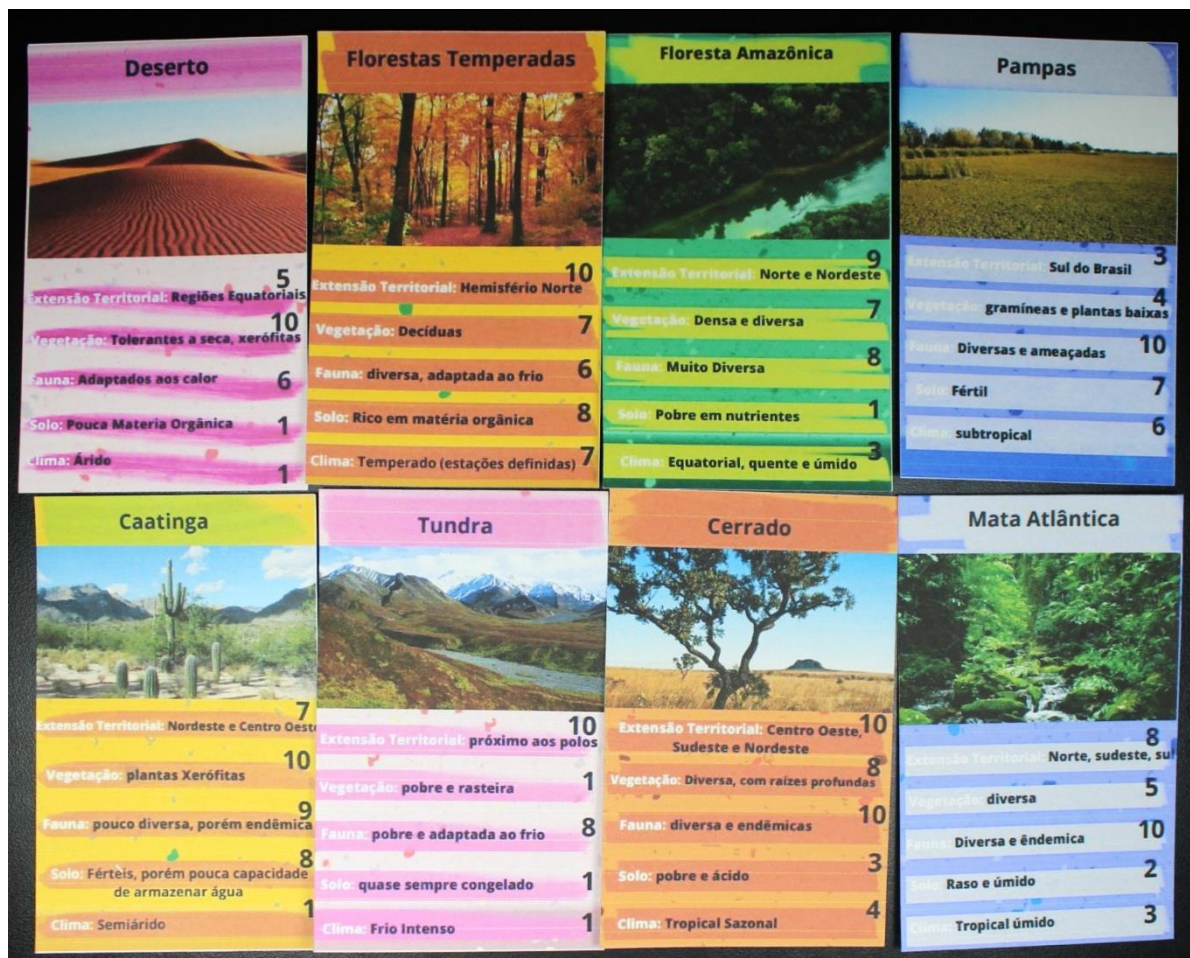 Deserto
5
Extensão Territorial: Regiões Equatoriais
10
Vegetação: Tolerantes a seca, xerófitas
Fauna: Adaptados aos calor 6
Solo: Pouca Materia Orgânica 1
Clima: Árido
1
Florestas Temperadas
10
Extensão Territorial: Hemisfério Norte
Vegetação: Decíduas 7
Fauna: diversa, adaptada ao frio 6
Solo: Rico em matéria orgânica 8
Clima: Temperado (estações definidas) 7
Floresta Amazônica
9
Extensão Territorial: Norte e Nordeste
Vegetação: Densa e diversa 7
Fauna: Muito Diversa 8
Solo: Pobre em nutrientes 1
Clima: Equatorial, quente e úmido 3
Pampas
Extensão Territorial: Sul do Brasil 3
4
Vegetação: gramíneas e plantas baixas
Fauna: Diversas e ameaçadas 10
Solo: Fértil 7
Clima: subtropical 6
Caatinga
7
Extensão Territorial: Nordeste e Centro Oeste
Vegetação: plantas Xerófitas 10
9
Fauna: pouco diversa, porém endêmica
8
Solo: Fértèis, porém pouca capacidade
de armazenar água
Clima: Semiárido 1
Tundra
10
Extensão Territorial: próximo aos polos
Vegetação: pobre e rasteira 1
Fauna: pobre e adaptada ao frio 8
Solo: quase sempre congelado 1
Clima: Frio Intenso 1
Cerrado
Extensão Territorial: Centro Oeste, 10
Sudeste e Nordeste
8
Vegetação: Diversa, com raízes profundas
Fauna: diversa e endêmicas 10
Solo: pobre e ácido 3
Clima: Tropical Sazonal 4
Mata Atlântica
8
Extensão Territorial: Norte, sudeste, sul
Vegetação: diversa 5
Fauna: Diversa e êndemica 10
Solo: Raso e úmido 2
Clima: Tropical úmido 3